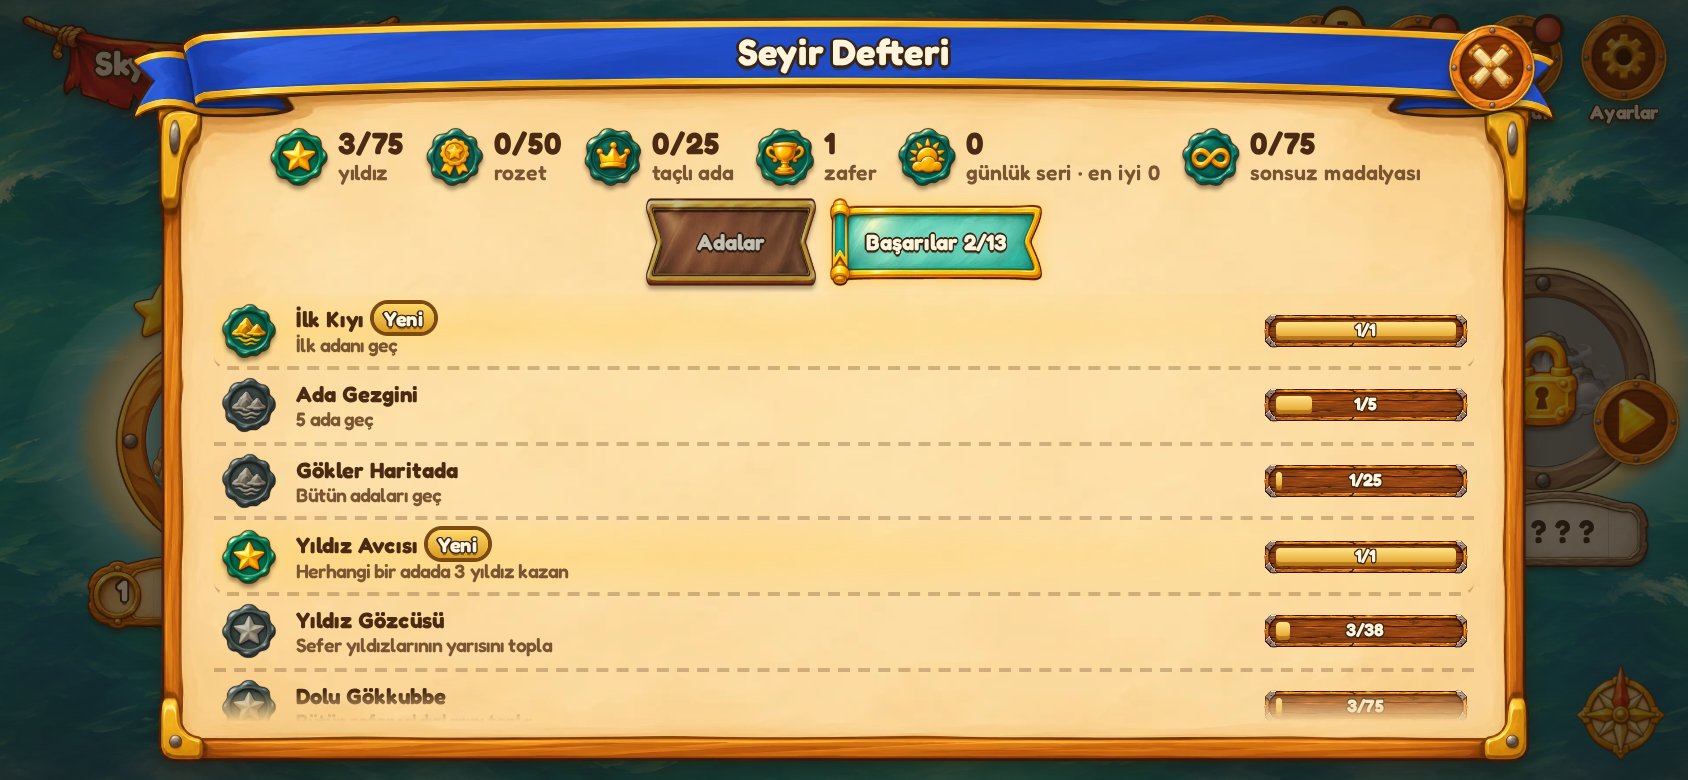 Seyir Defteri
Ayarlar
3/75
yıldız
0/50
rozet
0/25
taçlı ada
1
zafer
0
günlük seri · en iyi 0
0/75
sonsuz madalyası
Adalar
Başarılar 2/13
İlk Kıyı Yeni
İlk adanı geç
1/1
Ada Gezgini
5 ada geç
1/5
Gökler Haritada
Bütün adaları geç
1/25
Yıldız Avcısı Yeni
Herhangi bir adada 3 yıldız kazan
1/1
Yıldız Gözcüsü
Sefer yıldızlarının yarısını topla
3/38
Dolu Gökkubbe
3/75
1
? ? ?